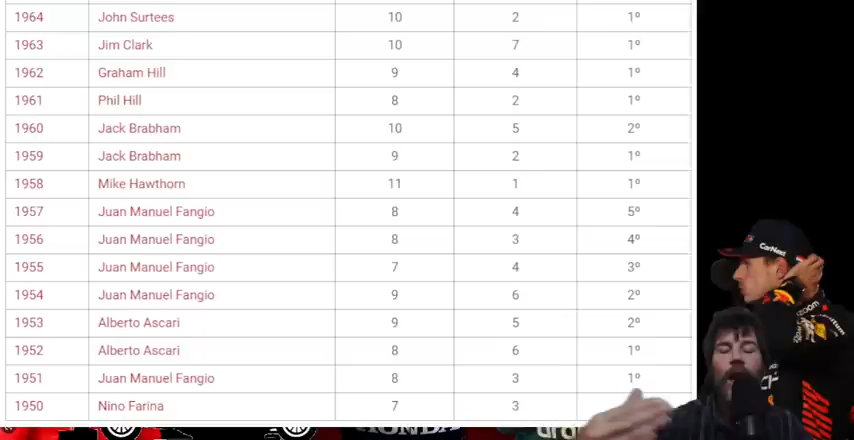 1964 John Surtees 10 2 1º
1963 Jim Clark 10 7 1º
1962 Graham Hill 9 4 1º
1961 Phil Hill 8 2 1º
1960 Jack Brabham 10 5 2º
1959 Jack Brabham 9 2 1º
1958 Mike Hawthorn 11 1 1º
1957 Juan Manuel Fangio 8 4 5º
1956 Juan Manuel Fangio 8 3 4º
1955 Juan Manuel Fangio 7 4 3º
1954 Juan Manuel Fangio 9 6 2º
1953 Alberto Ascari 9 5 2º
1952 Alberto Ascari 8 6 1º
1951 Juan Manuel Fangio 8 3 1º
1950 Nino Farina 7 3
CarNext
HONDA